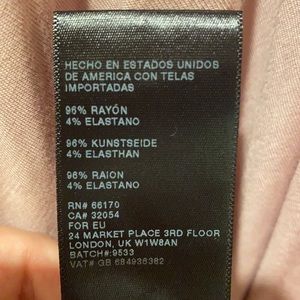 HECHO EN ESTADOS UNIDOS
DE AMERICA CON TELAS
IMPORTADAS
96% RAYÓN
4% ELASTANO
96% KUNSTSEIDE
4% ELASTHAN
96% RAION
4% ELASTANO
RN# 66170
CA# 32054
FOR EU
24 MARKET PLACE 3RD FLOOR
LONDON, UK W1W8AN
BATCH#:9533
VAT# GB 684936382